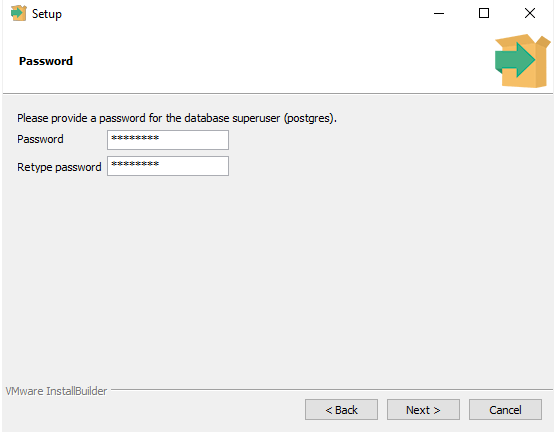 Setup
Password
Please provide a password for the database superuser (postgres).
Password ********
Retype password ********
VMware InstallBuilder
< Back Next > Cancel